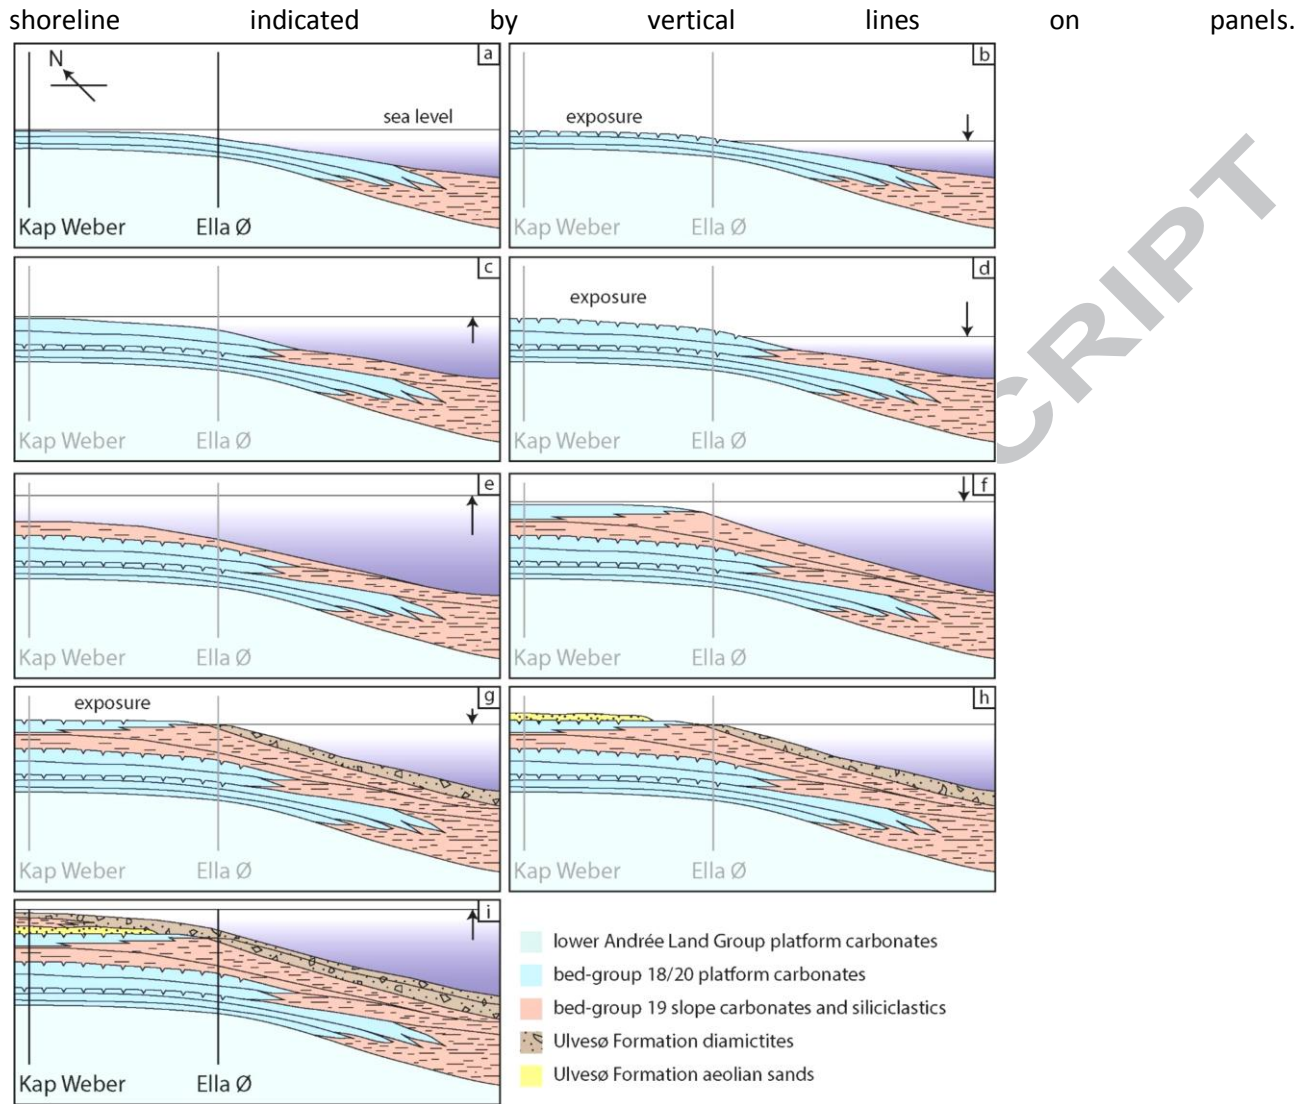 shoreline indicated by vertical lines on panels.
a
N
sea level
Kap Weber Ella Ø
b
exposure
Kap Weber Ella Ø
c
Kap Weber Ella Ø
d
exposure
Kap Weber Ella Ø
CRIPT
e
Kap Weber Ella Ø
f
Kap Weber Ella Ø
g
exposure
Kap Weber Ella Ø
h
Kap Weber Ella Ø
i
Kap Weber Ella Ø
lower Andrée Land Group platform carbonates
bed-group 18/20 platform carbonates
bed-group 19 slope carbonates and siliciclastics
Ulvesø Formation diamictites
Ulvesø Formation aeolian sands